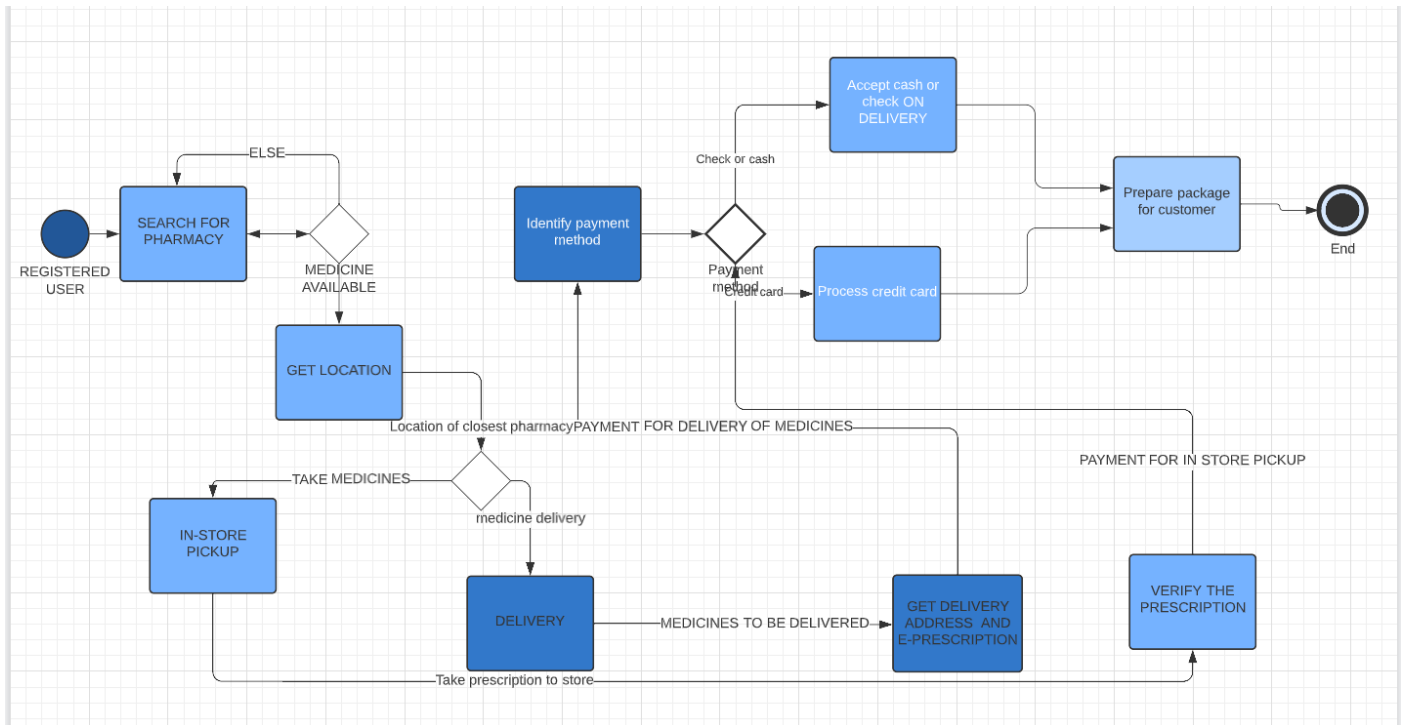 Accept cash or
check ON
DELIVERY
ELSE
Check or cash
SEARCH FOR
PHARMACY
Identify payment
method
Prepare package
for customer
REGISTERED
USER
MEDICINE
AVAILABLE
Payment
method
Credit card
Process credit card
End
GET LOCATION
Location of closest pharmacy
PAYMENT FOR DELIVERY OF MEDICINES
PAYMENT FOR IN STORE PICKUP
TAKE MEDICINES
medicine delivery
IN-STORE
PICKUP
DELIVERY
MEDICINES TO BE DELIVERED
GET DELIVERY
ADDRESS AND
E-PRESCRIPTION
VERIFY THE
PRESCRIPTION
Take prescription to store